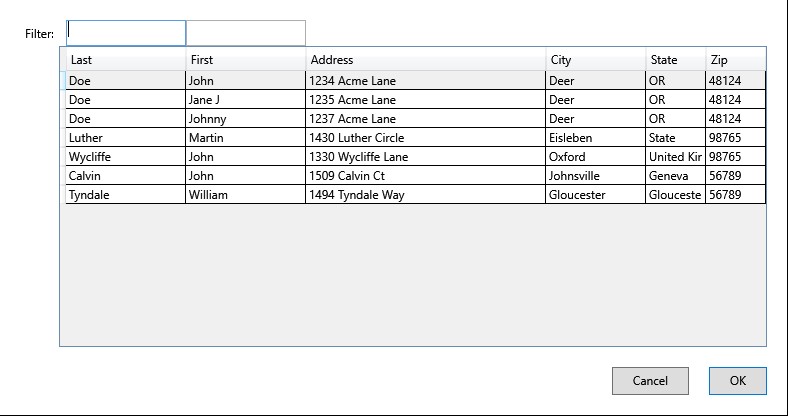 Filter:
Last First Address City State Zip
Doe John 1234 Acme Lane Deer OR 48124
Doe Jane J 1235 Acme Lane Deer OR 48124
Doe Johnny 1237 Acme Lane Deer OR 48124
Luther Martin 1430 Luther Circle Eisleben State 98765
Wycliffe John 1330 Wycliffe Lane Oxford United Kir 98765
Calvin John 1509 Calvin Ct Johnsville Geneva 56789
Tyndale William 1494 Tyndale Way Gloucester Glouceste 56789
Cancel OK